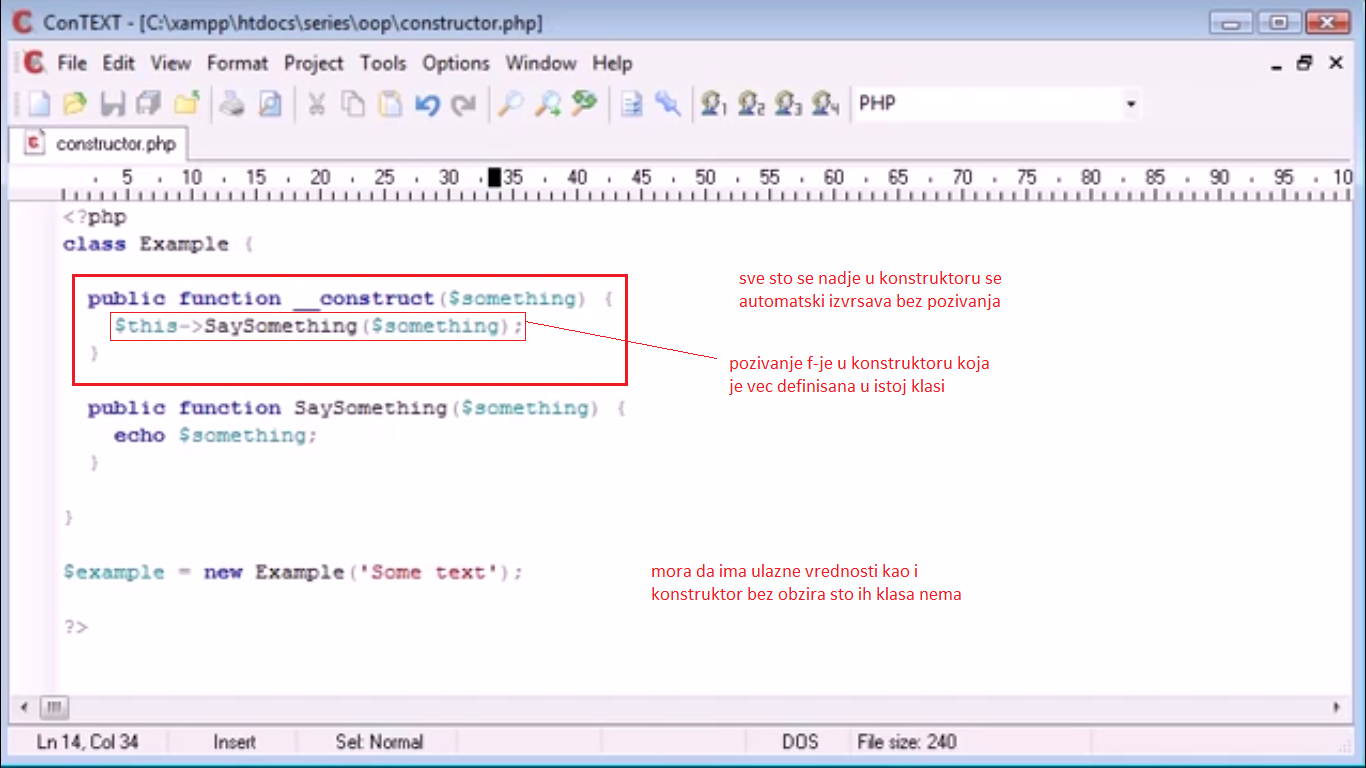 ConTEXT - [C:\xampp\htdocs\series\oop\constructor.php]
File Edit View Format Project Tools Options Window Help
1 2 3 4 PHP
constructor.php
5 10 15 20 25 30 35 40 45 50 55 60 65 70 75 80 85 90 95 10
<?php
class Example {
public function __construct($something) {
$this->SaySomething($something);
}
sve sto se nadje u konstruktoru se
automatski izvrsava bez pozivanja
pozivanje f-je u konstruktoru koja
je vec definisana u istoj klasi
public function SaySomething($something) {
echo $something;
}
}
$example = new Example('Some text');
mora da ima ulazne vrednosti kao i
konstruktor bez obzira sto ih klasa nema
?>
Ln 14, Col 34 Insert Sel: Normal DOS File size: 240